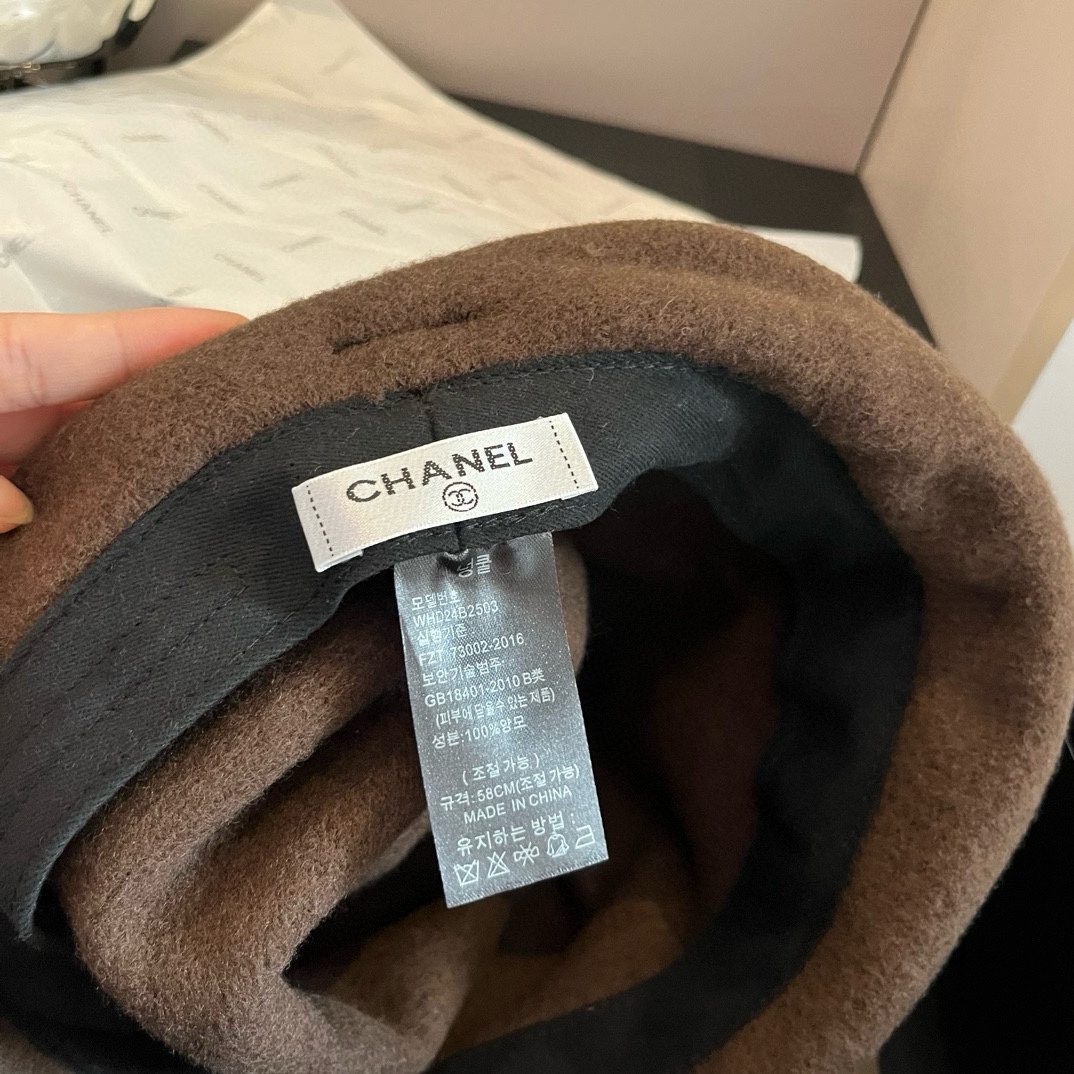 CHANEL
CHANEL
CHANEL
모델번호
WHD24B2503
실행기준
FZT 73002-2016
보안기술범주:
GB18401-2010 B类
(피부에 닿을수 있는 제품)
성분:100%양모
(조절 가능)
규격:58CM(조절 가능)
MADE IN CHINA
유지하는 방법 :